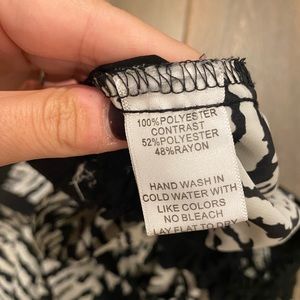 100%POLYESTER
CONTRAST
52%POLYESTER
48%RAYON
HAND WASH IN
COLD WATER WITH
LIKE COLORS
NO BLEACH
LAY FLAT TO DRY